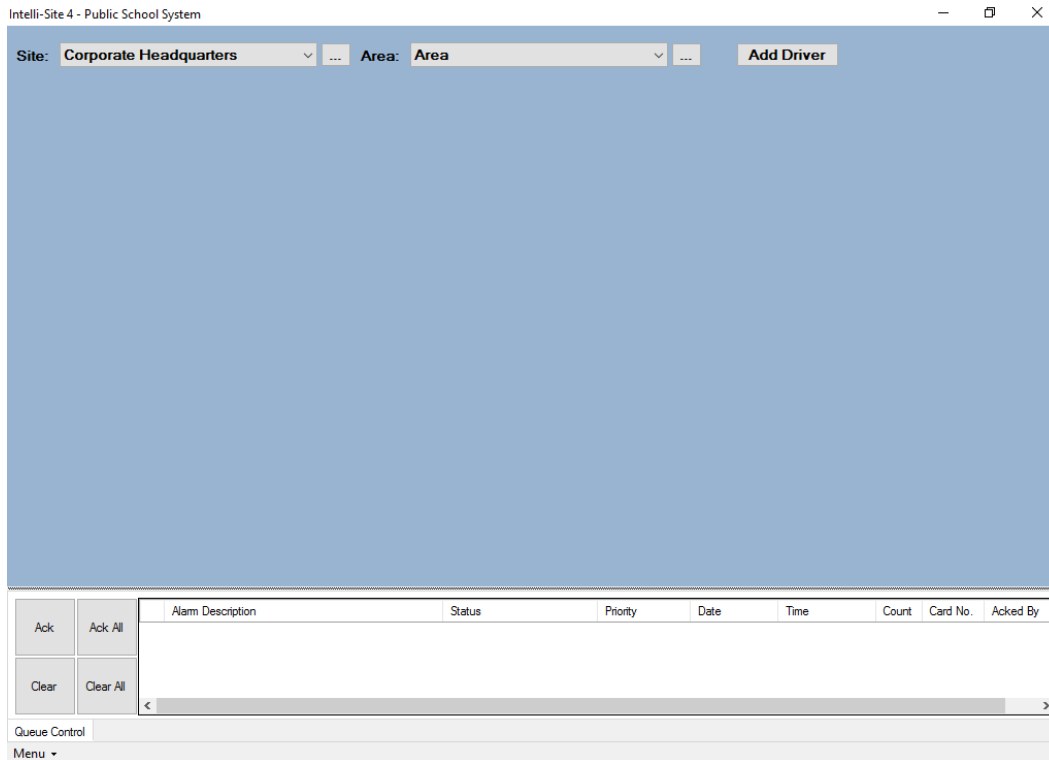 Intelli-Site 4 - Public School System
Site: Corporate Headquarters ... Area: Area ... Add Driver
Alarm Description Status Priority Date Time Count Card No. Acked By
Ack Ack All
Clear Clear All
Queue Control
Menu